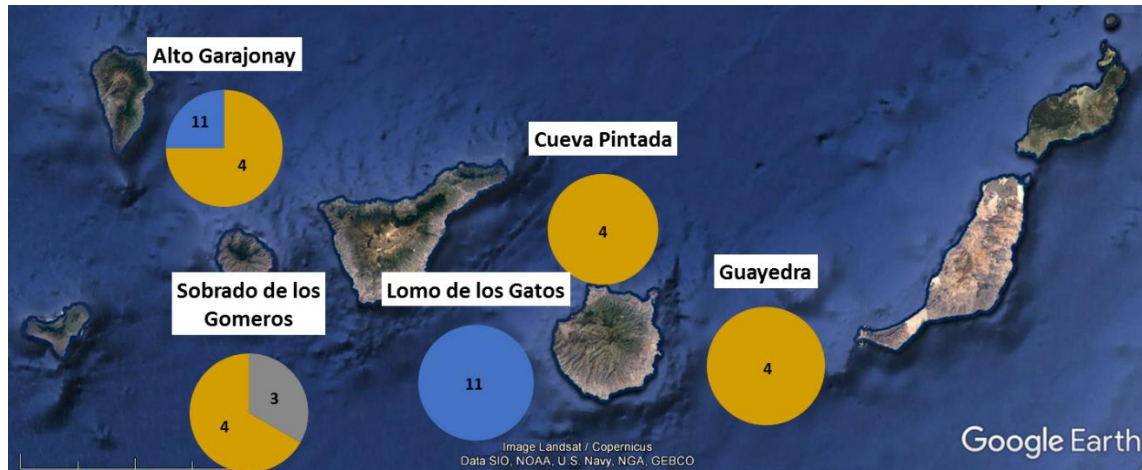 Alto Garajonay
11
4
Cueva Pintada
4
Sobrado de los
Gomeros
3
4
Lomo de los Gatos
11
Guayedra
4
Image Landsat / Copernicus
Data SIO, NOAA, U.S. Navy, NGA, GEBCO
Google Earth